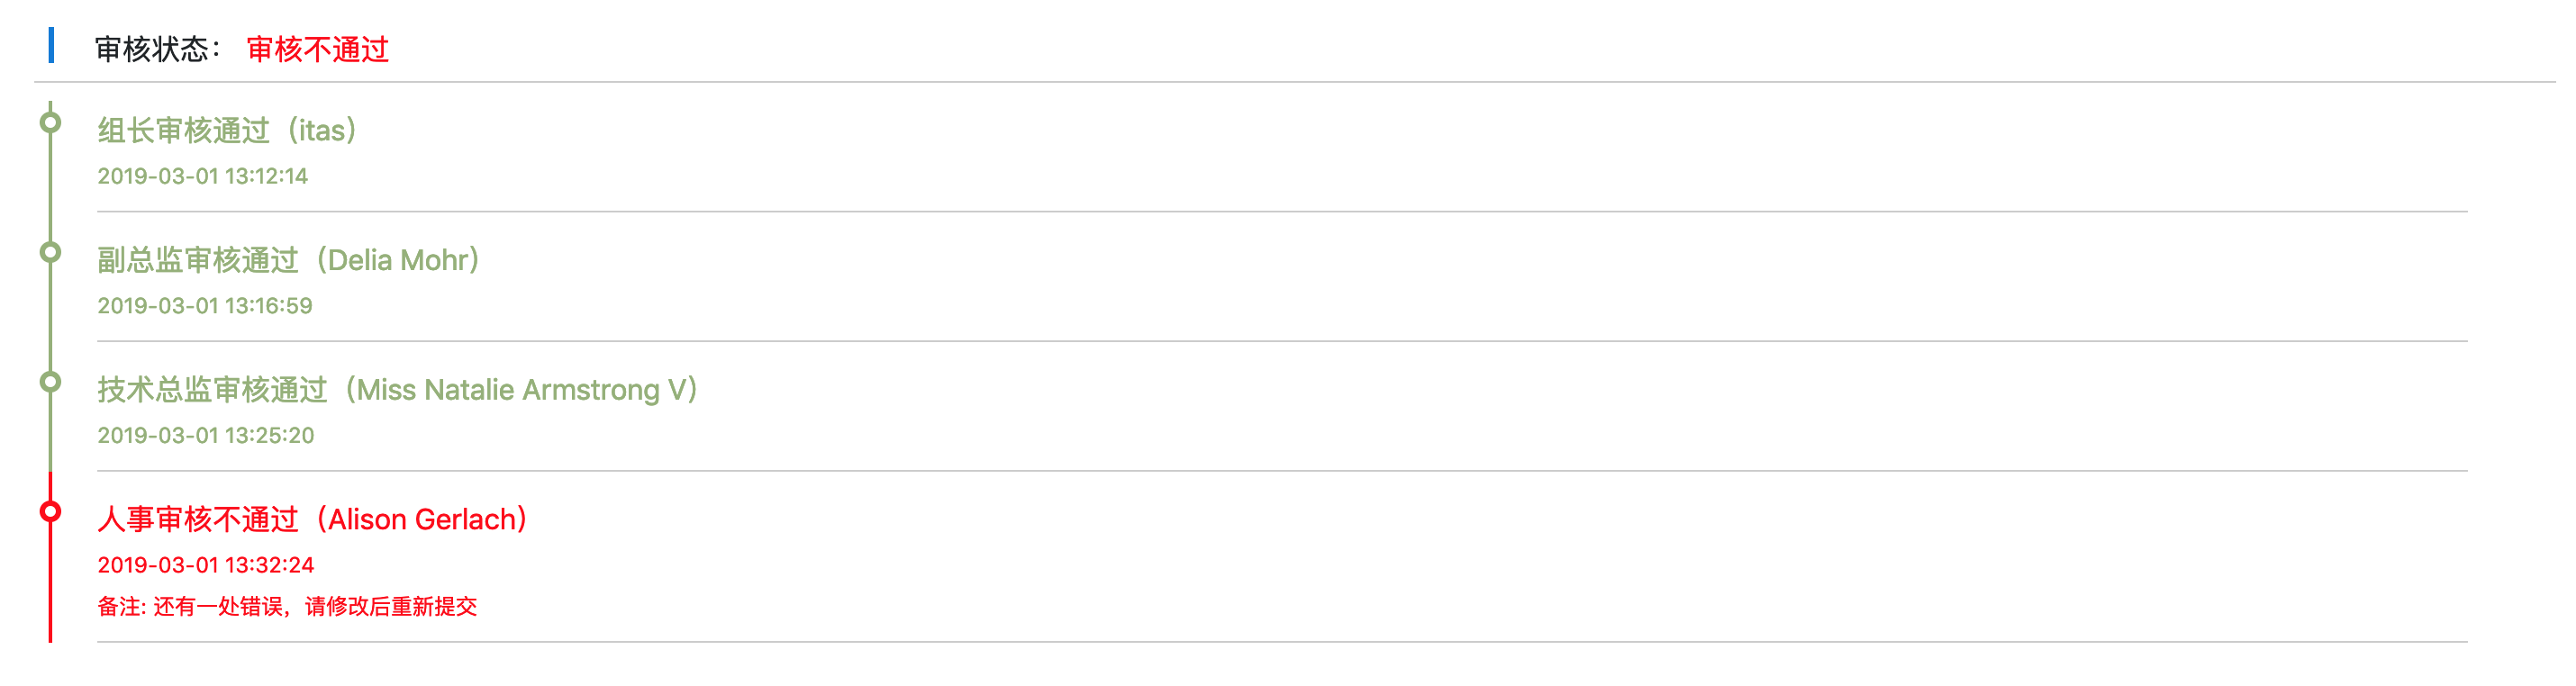 审核状态： 审核不通过
组长审核通过（itas）
2019-03-01 13:12:14
副总监审核通过（Delia Mohr）
2019-03-01 13:16:59
技术总监审核通过（Miss Natalie Armstrong V）
2019-03-01 13:25:20
人事审核不通过（Alison Gerlach）
2019-03-01 13:32:24
备注: 还有一处错误，请修改后重新提交